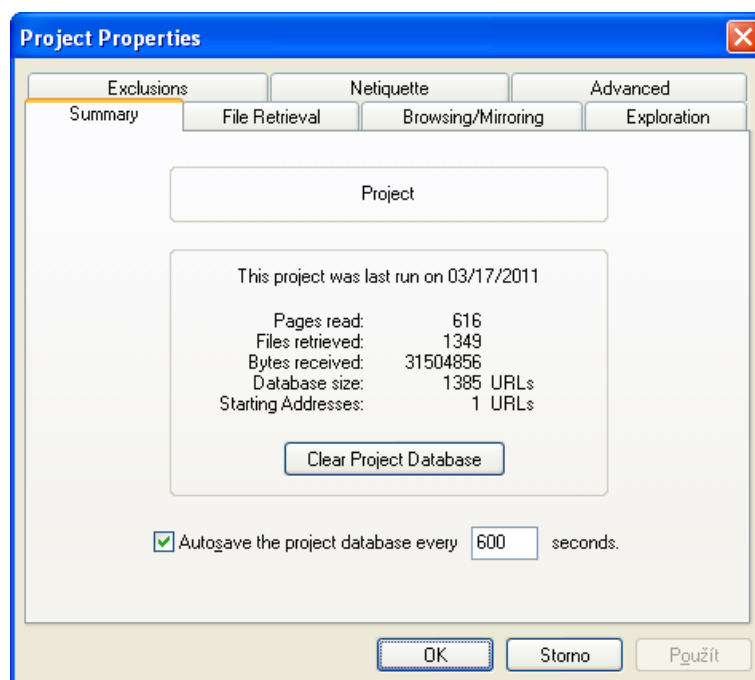 Project Properties
Exclusions Netiquette Advanced
Summary File Retrieval Browsing/Mirroring Exploration
Project
This project was last run on 03/17/2011
Pages read: 616
Files retrieved: 1349
Bytes received: 31504856
Database size: 1385 URLs
Starting Addresses: 1 URLs
Clear Project Database
Autosave the project database every 600 seconds.
OK Storno Použít